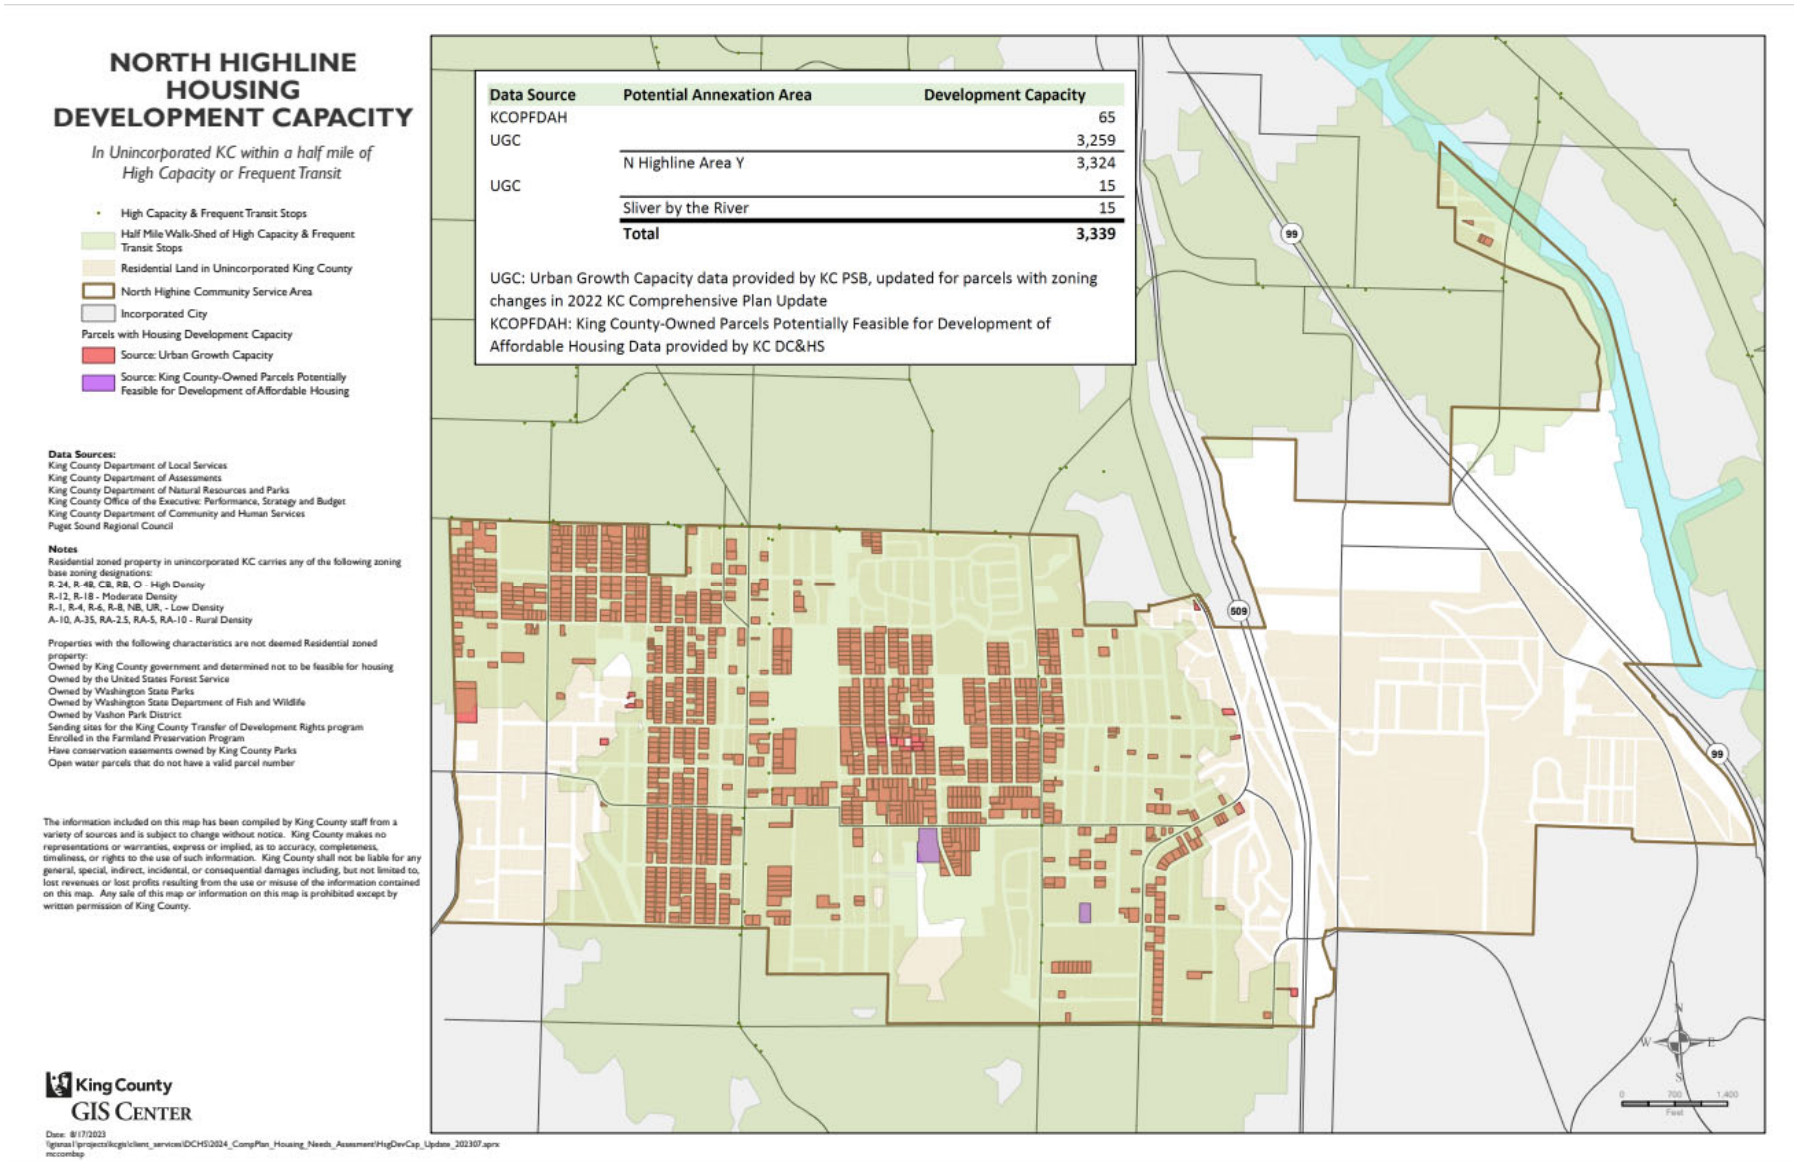 NORTH HIGHLINE
HOUSING
DEVELOPMENT CAPACITY
In Unincorporated KC within a half mile of
High Capacity or Frequent Transit
High Capacity & Frequent Transit Stops
Half Mile Walk-Shed of High Capacity & Frequent
Transit Stops
Residential Land in Unincorporated King County
North Highine Community Service Area
Incorporated City
Parcels with Housing Development Capacity
Source: Urban Growth Capacity
Source: King County-Owned Parcels Potentially
Feasible for Development of Affordable Housing
Data Sources:
King County Department of Local Services
King County Department of Assessments
King County Department of Natural Resources and Parks
King County Office of the Executive: Performance, Strategy and Budget
King County Department of Community and Human Services
Puget Sound Regional Council
Notes
Residential zoned property in unincorporated KC carries any of the following zoning
base zoning designations:
R-24, R-48, CB, RB, O - High Density
R-12, R-18 - Moderate Density
R-1, R-4, R-6, R-8, NB, UR, - Low Density
A-10, A-35, RA-2.5, RA-5, RA-10 - Rural Density
Properties with the following characteristics are not deemed Residential zoned
property:
Owned by King County government and determined not to be feasible for housing
Owned by the United States Forest Service
Owned by Washington State Parks
Owned by Washington State Department of Fish and Wildlife
Owned by Vashon Park District
Sending sites for the King County Transfer of Development Rights program
Enrolled in the Farmland Preservation Program
Have conservation easements owned by King County Parks
Open water parcels that do not have a valid parcel number
The information included on this map has been compiled by King County staff from a
variety of sources and is subject to change without notice. King County makes no
representations or warranties, express or implied, as to accuracy, completeness,
timeliness, or rights to the use of such information. King County shall not be liable for any
general, special, indirect, incidental, or consequential damages including, but not limited to,
lost revenues or lost profits resulting from the use or misuse of the information contained
on this map. Any sale of this map or information on this map is prohibited except by
written permission of King County.
King County
GIS CENTER
Date: 8/17/2023
\\gisnas1\projects\kcgis\client_services\DCHS\2024_CompPlan_Housing_Needs_Assesment\HsgDevCap_Update_202307.aprx
mccombsp
Data Source Potential Annexation Area Development Capacity
KCOPFDAH 65
UGC 3,259
N Highline Area Y 3,324
UGC 15
Sliver by the River 15
Total 3,339
UGC: Urban Growth Capacity data provided by KC PSB, updated for parcels with zoning
changes in 2022 KC Comprehensive Plan Update
KCOPFDAH: King County-Owned Parcels Potentially Feasible for Development of
Affordable Housing Data provided by KC DC&HS
99
509
99
N
W E
S
0 700 1,400
Feet